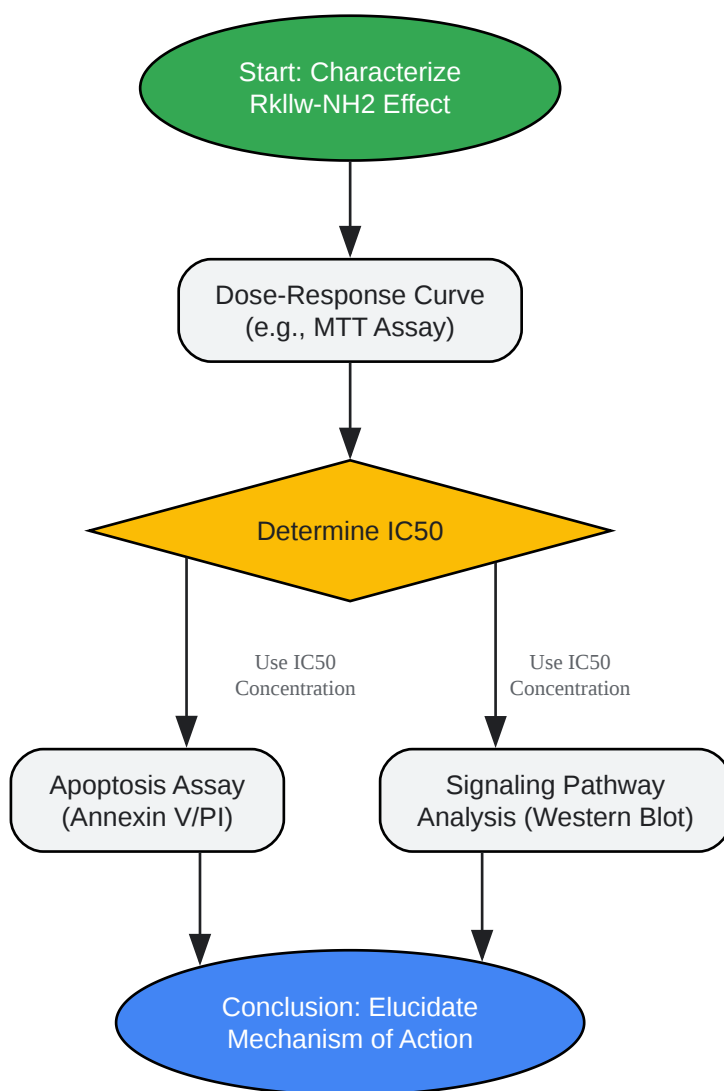 Start: Characterize
Rkllw-NH2 Effect
Dose-Response Curve
(e.g., MTT Assay)
Determine IC50
Use IC50
Concentration
Use IC50
Concentration
Apoptosis Assay
(Annexin V/PI)
Signaling Pathway
Analysis (Western Blot)
Conclusion: Elucidate
Mechanism of Action